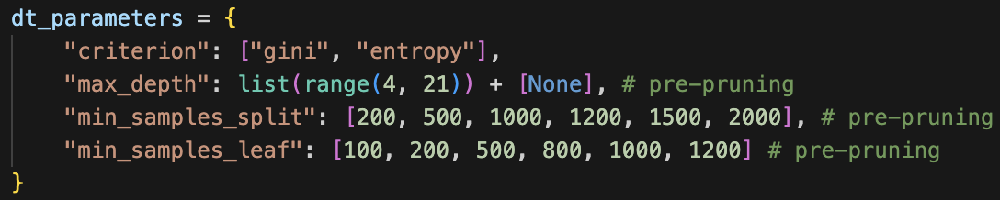 dt_parameters = {
    "criterion": ["gini", "entropy"],
    "max_depth": list(range(4, 21)) + [None], # pre-pruning
    "min_samples_split": [200, 500, 1000, 1200, 1500, 2000], # pre-pruning
    "min_samples_leaf": [100, 200, 500, 800, 1000, 1200] # pre-pruning
}